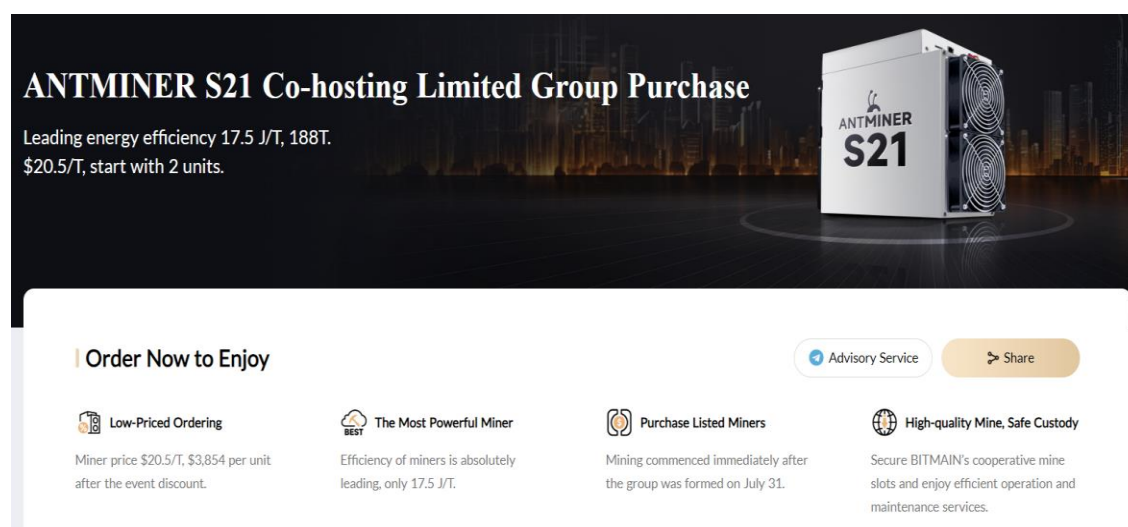 ANTMINER S21 Co-hosting Limited Group Purchase
Leading energy efficiency 17.5 J/T, 188T.
$20.5/T, start with 2 units.
ANTMINER
S21
Order Now to Enjoy
Advisory Service
Share
Low-Priced Ordering
Miner price $20.5/T, $3,854 per unit
after the event discount.
BEST
The Most Powerful Miner
Efficiency of miners is absolutely
leading, only 17.5 J/T.
Purchase Listed Miners
Mining commenced immediately after
the group was formed on July 31.
High-quality Mine, Safe Custody
Secure BITMAIN's cooperative mine
slots and enjoy efficient operation and
maintenance services.